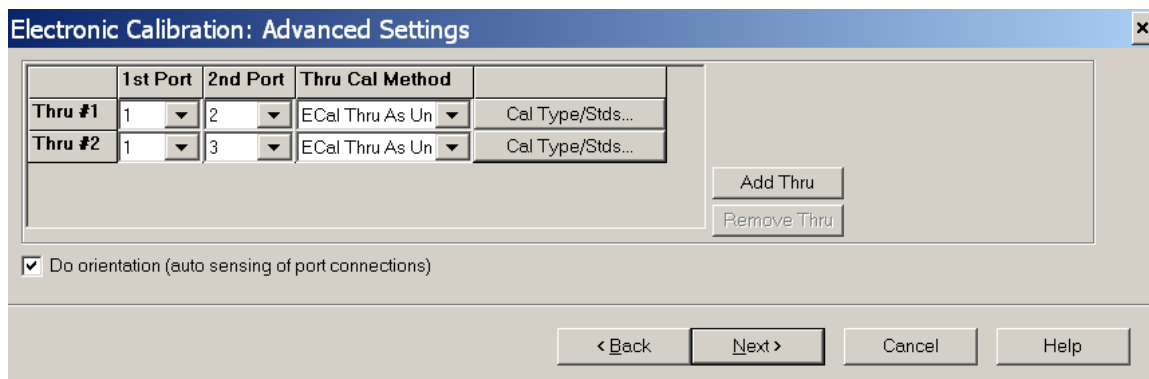 Electronic Calibration: Advanced Settings
1st Port 2nd Port Thru Cal Method
Thru #1 1 2 ECal Thru As Un Cal Type/Stds...
Thru #2 1 3 ECal Thru As Un Cal Type/Stds...
Add Thru
Remove Thru
Do orientation (auto sensing of port connections)
< Back Next > Cancel Help